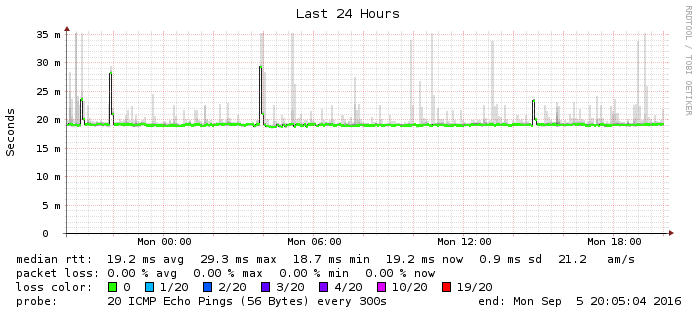 Last 24 Hours
RRDTOOL / TOBI OETIKER
Seconds
35 m
30 m
25 m
20 m
15 m
10 m
5 m
0
Mon 00:00 Mon 06:00 Mon 12:00 Mon 18:00
median rtt: 19.2 ms avg 29.3 ms max 18.7 ms min 19.2 ms now 0.9 ms sd 21.2 am/s
packet loss: 0.00 % avg 0.00 % max 0.00 % min 0.00 % now
loss color: 0 1/20 2/20 3/20 4/20 10/20 19/20
probe: 20 ICMP Echo Pings (56 Bytes) every 300s end: Mon Sep 5 20:05:04 2016